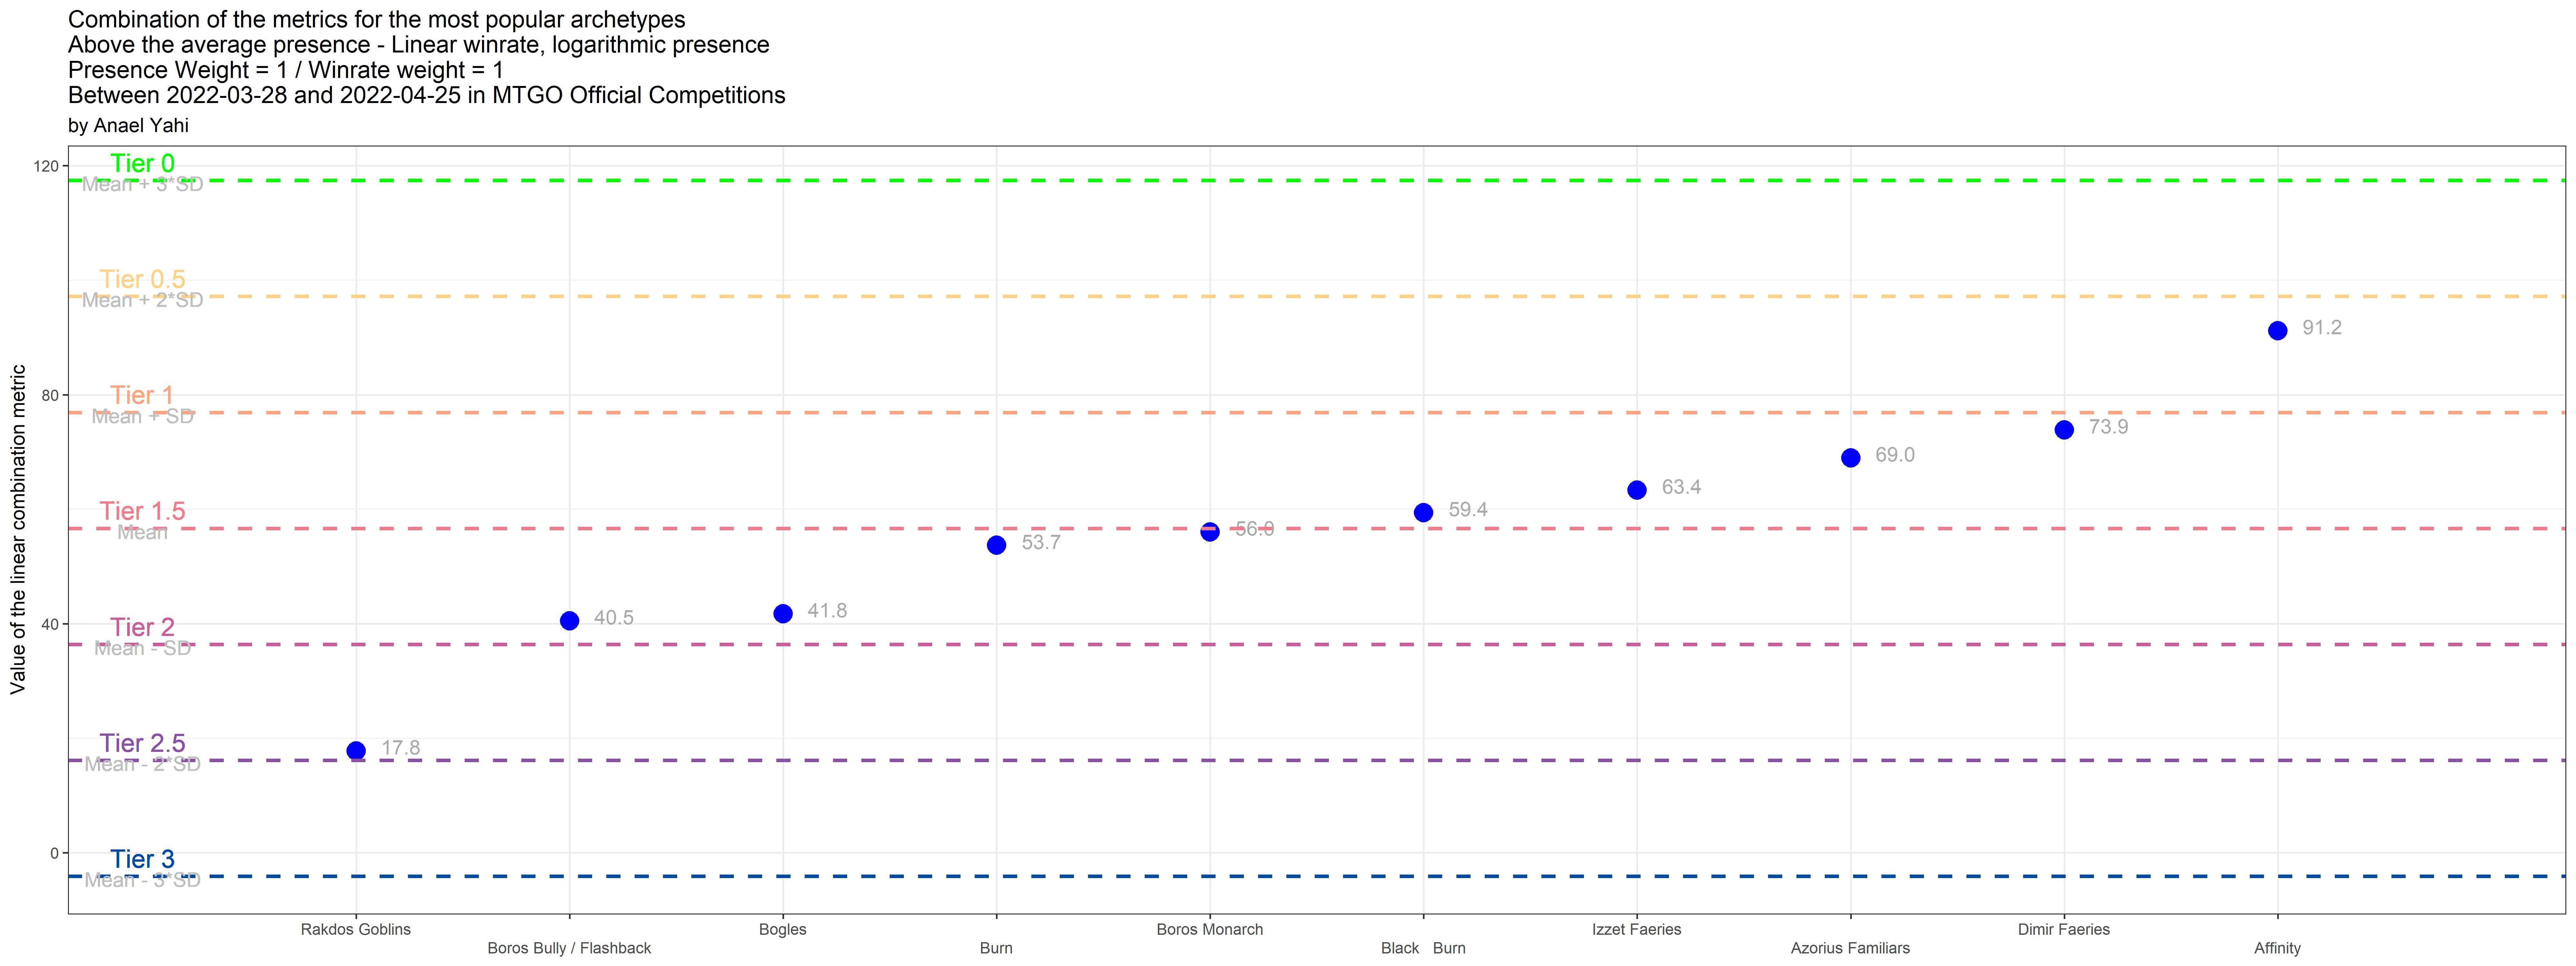 Combination of the metrics for the most popular archetypes
Above the average presence - Linear winrate, logarithmic presence
Presence Weight = 1 / Winrate weight = 1
Between 2022-03-28 and 2022-04-25 in MTGO Official Competitions
by Anael Yahi
Value of the linear combination metric
120
80
40
0
Tier 0
Mean + 3*SD
Tier 0.5
Mean + 2*SD
Tier 1
Mean + SD
Tier 1.5
Mean
Tier 2
Mean - SD
Tier 2.5
Mean - 2*SD
Tier 3
Mean - 3*SD
17.8
40.5
41.8
53.7
56.0
59.4
63.4
69.0
73.9
91.2
Rakdos Goblins
Boros Bully / Flashback
Bogles
Burn
Boros Monarch
Black   Burn
Izzet Faeries
Azorius Familiars
Dimir Faeries
Affinity